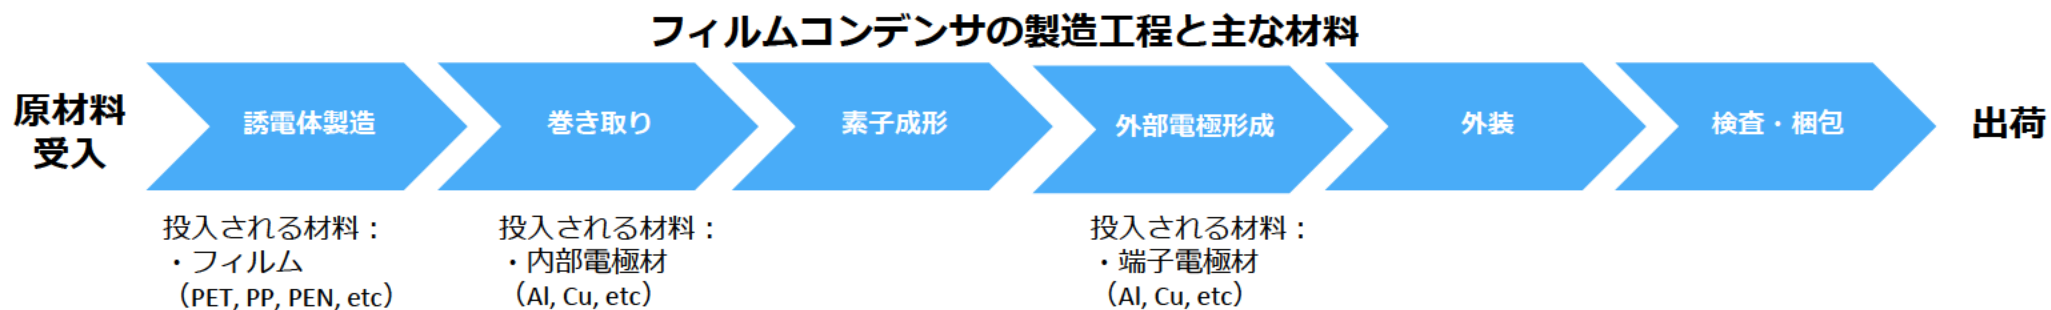 フィルムコンデンサの製造工程と主な材料
原材料
受入
誘電体製造
巻き取り
素子成形
外部電極形成
外装
検査・梱包
出荷
投入される材料：
・フィルム
（PET, PP, PEN, etc）
投入される材料：
・内部電極材
（Al, Cu, etc）
投入される材料：
・端子電極材
（Al, Cu, etc）